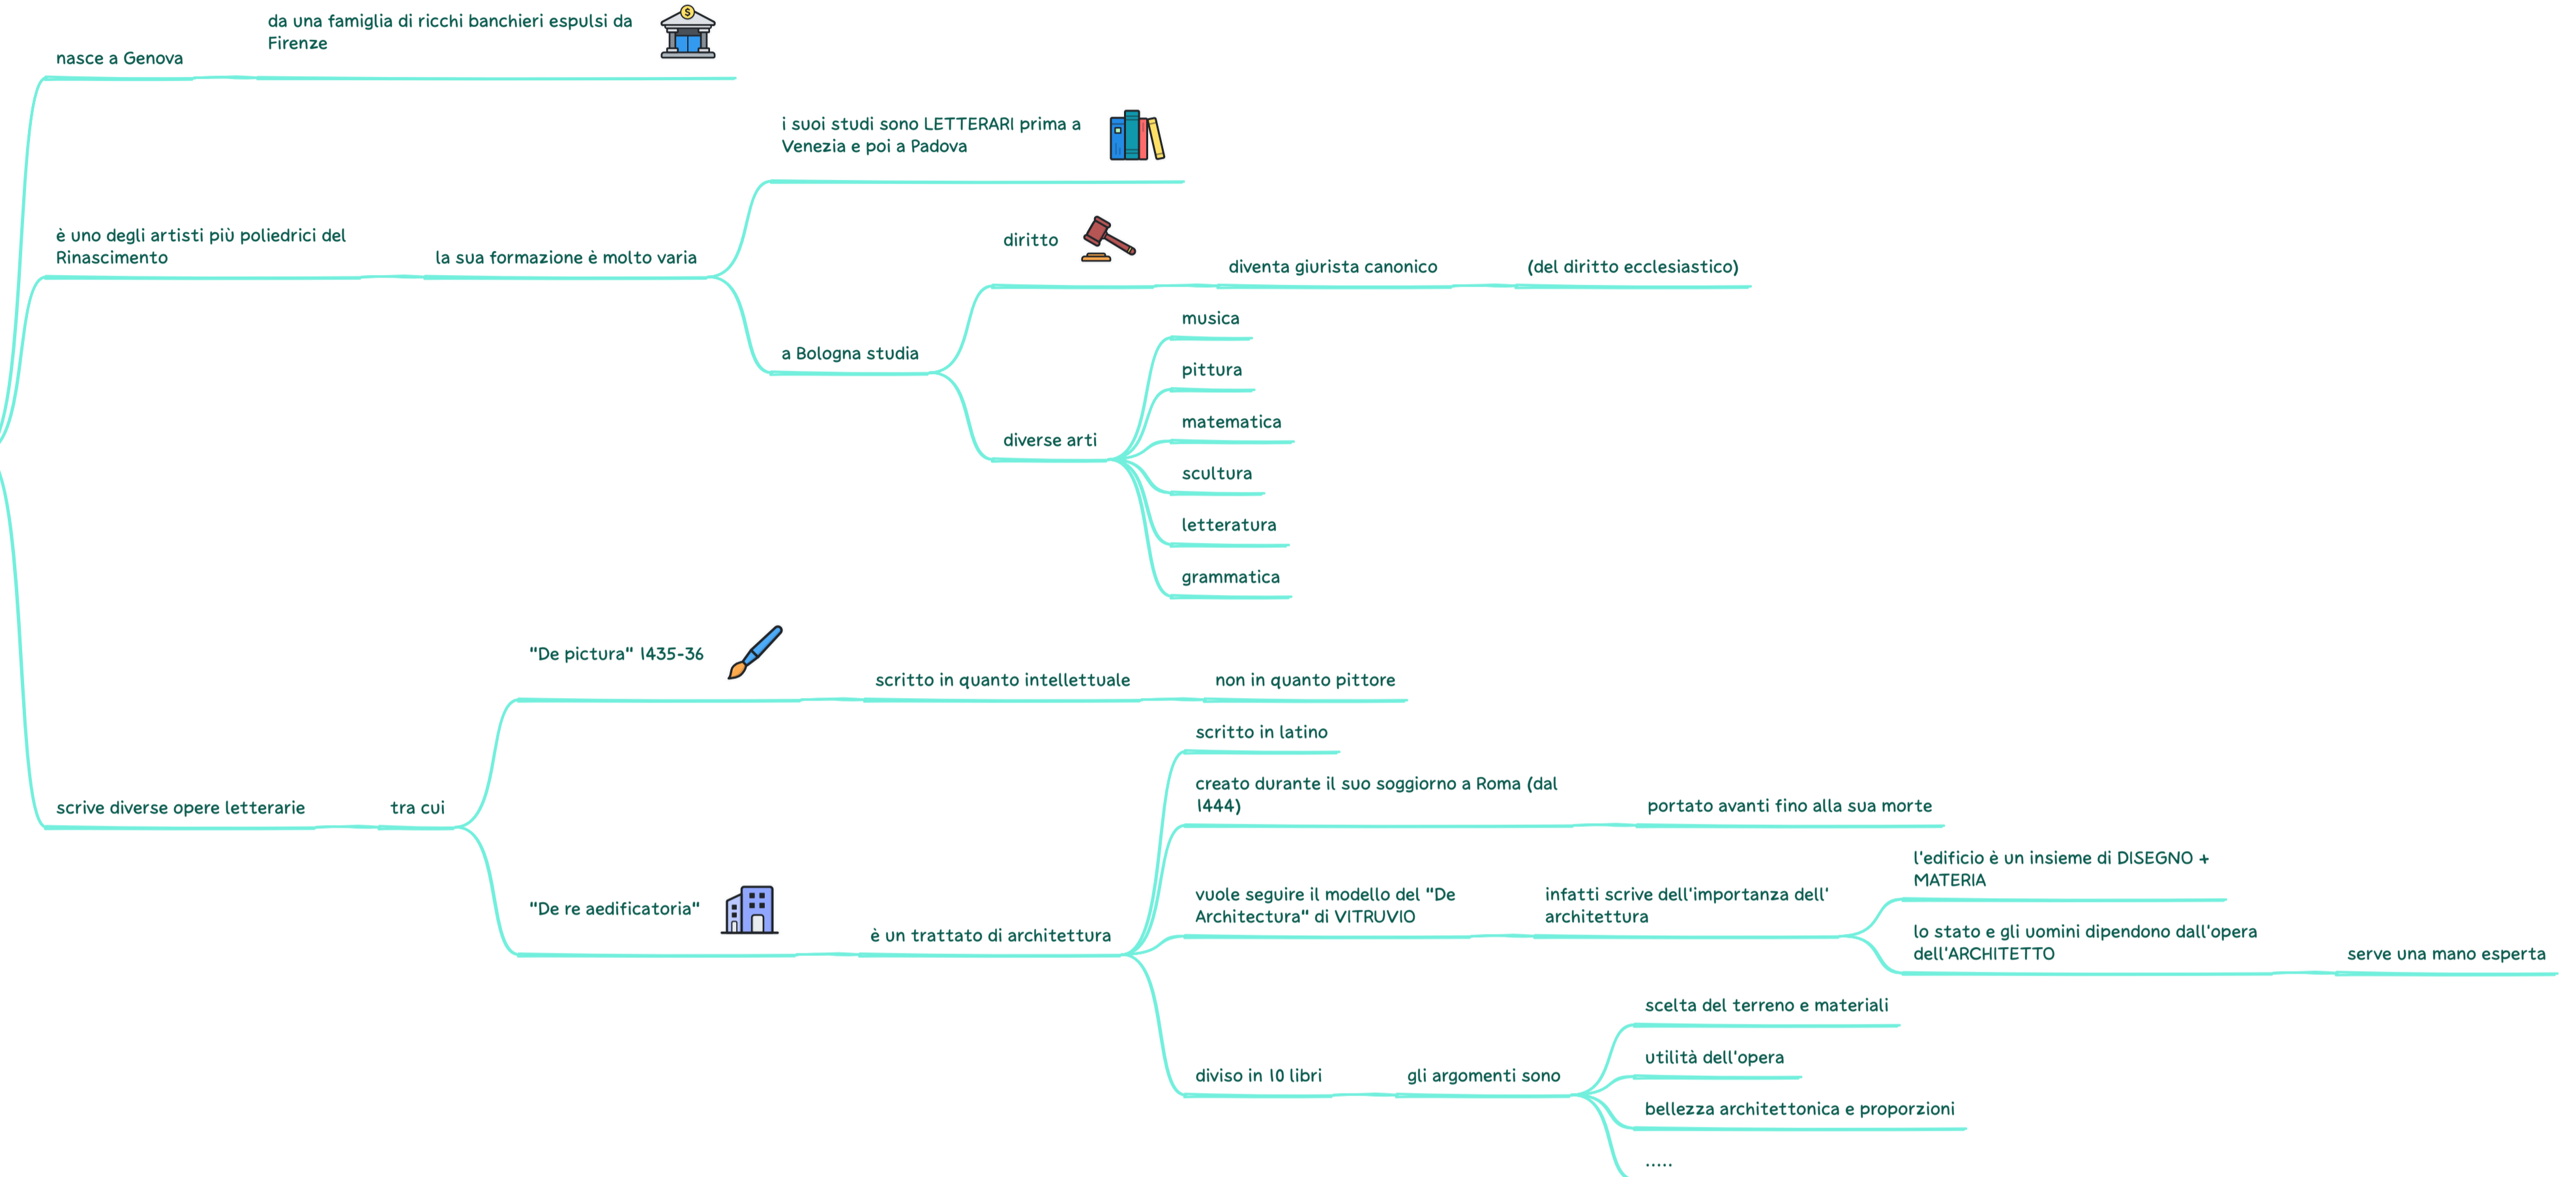 da una famiglia di ricchi banchieri espulsi da
Firenze
nasce a Genova
i suoi studi sono LETTERARI prima a
Venezia e poi a Padova
è uno degli artisti più poliedrici del
Rinascimento
la sua formazione è molto varia
diritto
diventa giurista canonico
(del diritto ecclesiastico)
a Bologna studia
musica
pittura
matematica
diverse arti
scultura
letteratura
grammatica
"De pictura" 1435-36
scritto in quanto intellettuale
non in quanto pittore
scrive diverse opere letterarie
tra cui
scritto in latino
creato durante il suo soggiorno a Roma (dal
1444)
portato avanti fino alla sua morte
"De re aedificatoria"
è un trattato di architettura
vuole seguire il modello del "De
Architectura" di VITRUVIO
infatti scrive dell'importanza dell'
architettura
l'edificio è un insieme di DISEGNO +
MATERIA
lo stato e gli uomini dipendono dall'opera
dell'ARCHITETTO
serve una mano esperta
diviso in 10 libri
gli argomenti sono
scelta del terreno e materiali
utilità dell'opera
bellezza architettonica e proporzioni
.....